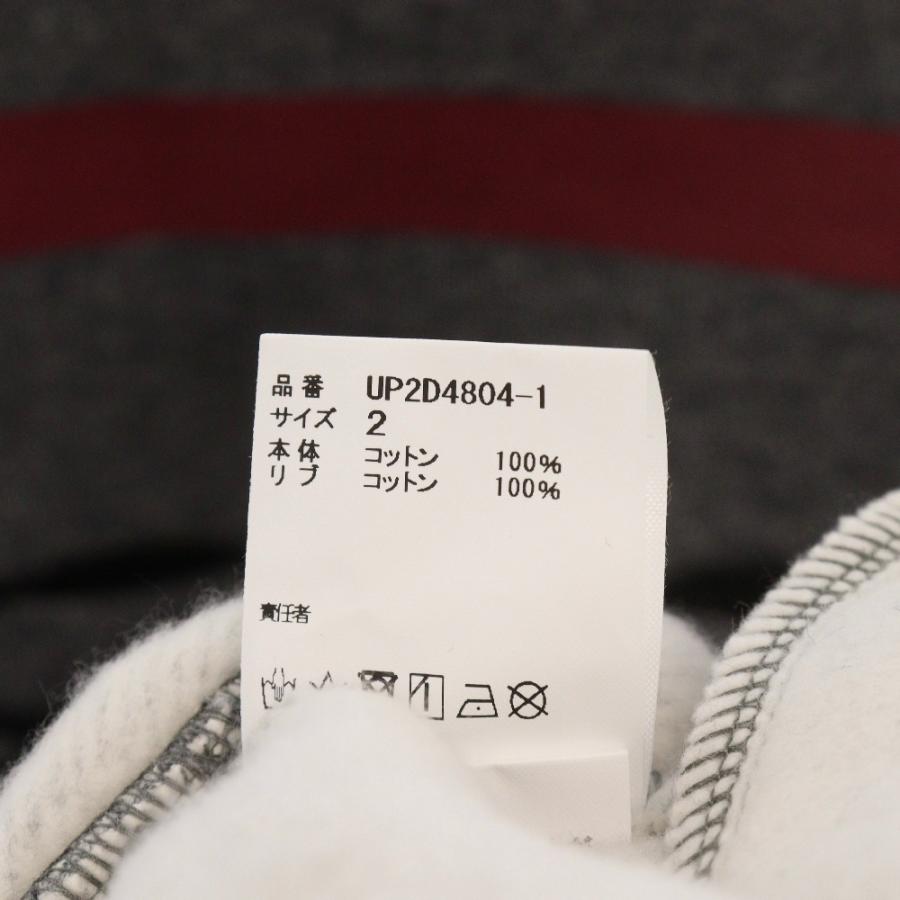 品番 UP2D4804-1
サイズ 2
本体 コットン 100%
リブ コットン 100%
責任者